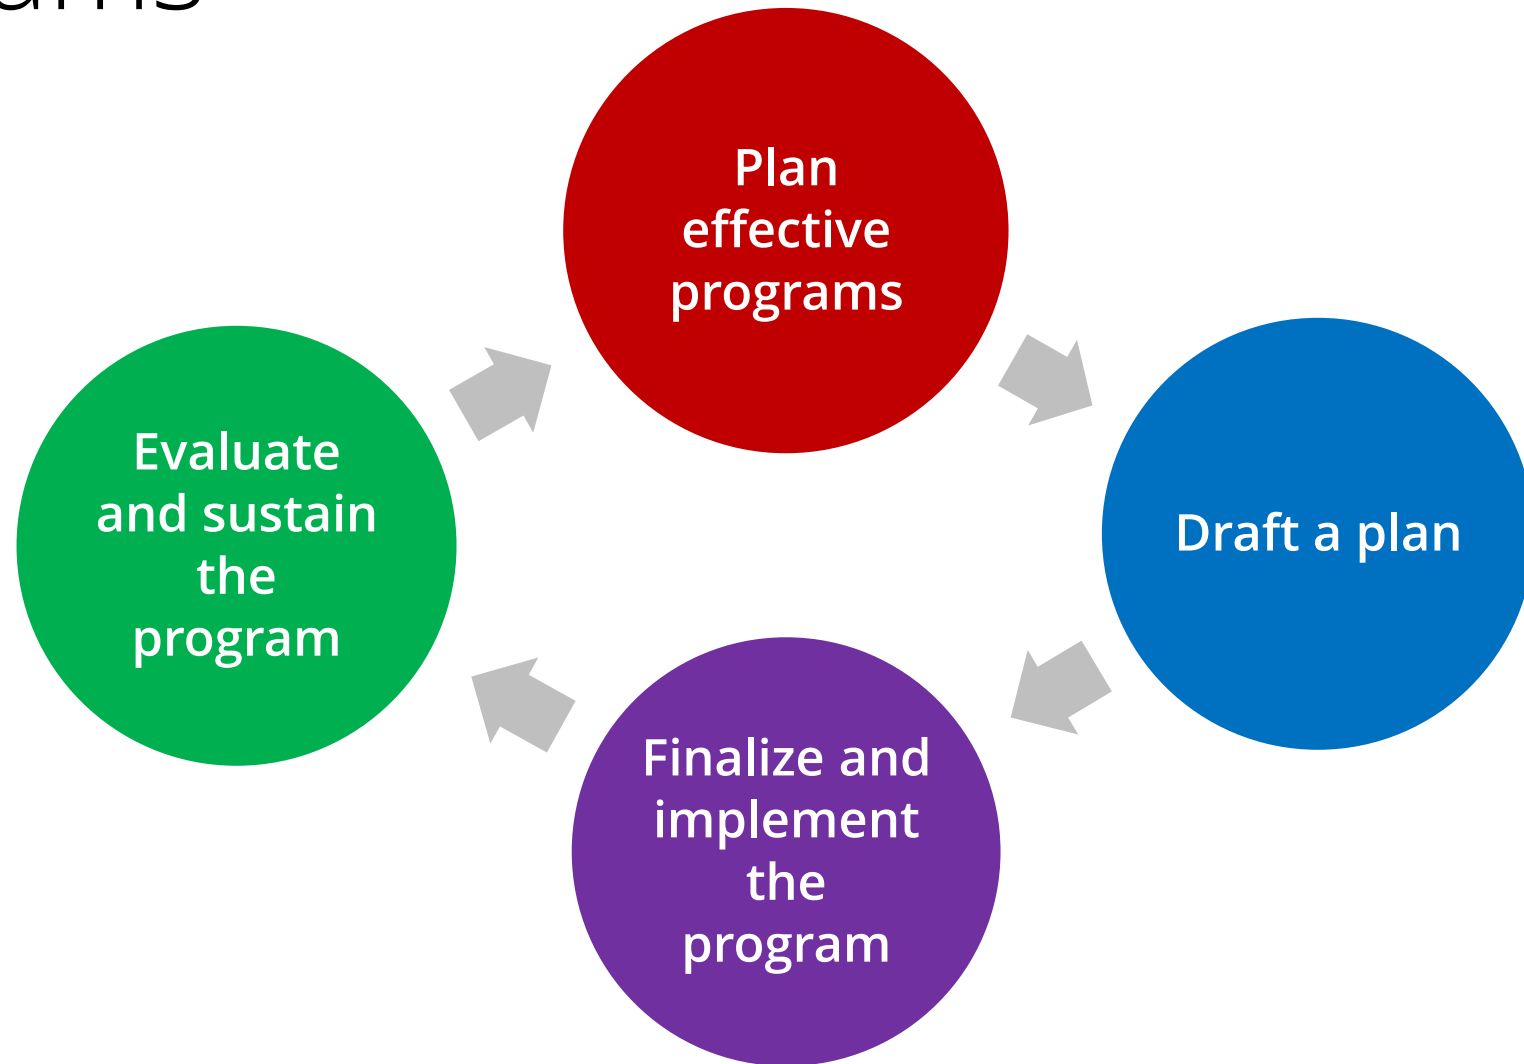 Plan
effective
programs
Draft a plan
Finalize and
implement
the
program
Evaluate
and sustain
the
program